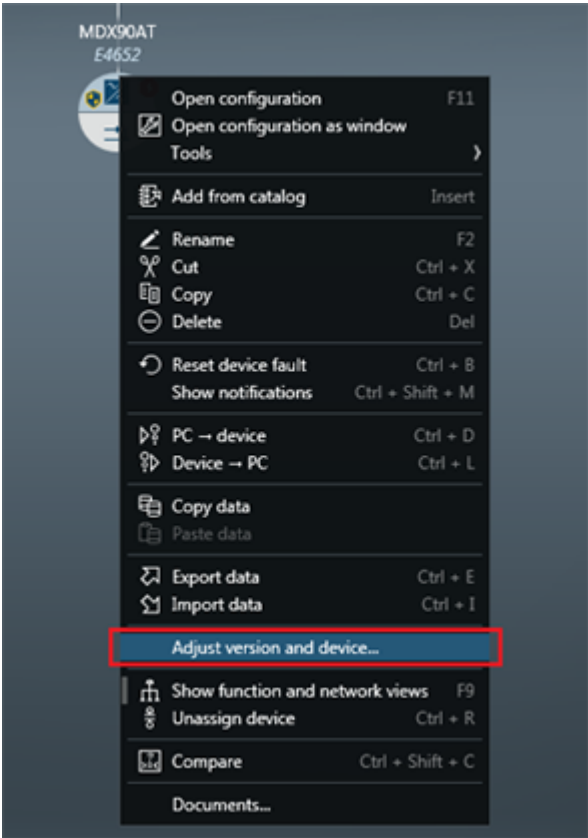 MDX90AT
E4652
Open configuration F11
Open configuration as window
Tools
Add from catalog Insert
Rename F2
Cut Ctrl + X
Copy Ctrl + C
Delete Del
Reset device fault Ctrl + B
Show notifications Ctrl + Shift + M
PC → device Ctrl + D
Device → PC Ctrl + L
Copy data
Paste data
Export data Ctrl + E
Import data Ctrl + I
Adjust version and device...
Show function and network views F9
Unassign device Ctrl + R
Compare Ctrl + Shift + C
Documents...